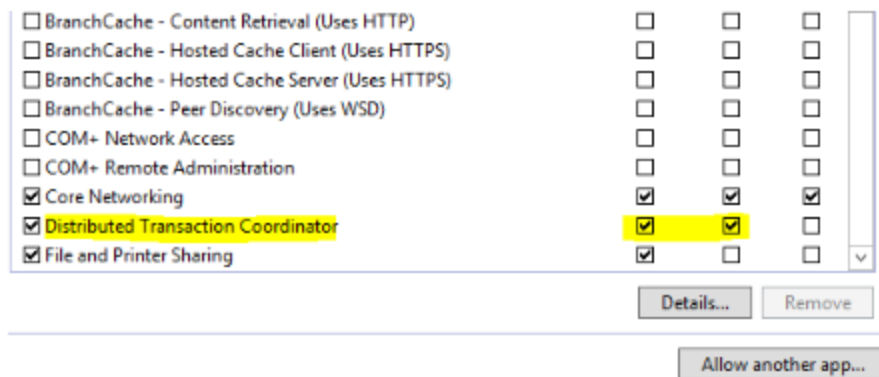 BranchCache - Content Retrieval (Uses HTTP)
BranchCache - Hosted Cache Client (Uses HTTPS)
BranchCache - Hosted Cache Server (Uses HTTPS)
BranchCache - Peer Discovery (Uses WSD)
COM+ Network Access
COM+ Remote Administration
Core Networking
Distributed Transaction Coordinator
File and Printer Sharing
Details... Remove
Allow another app...